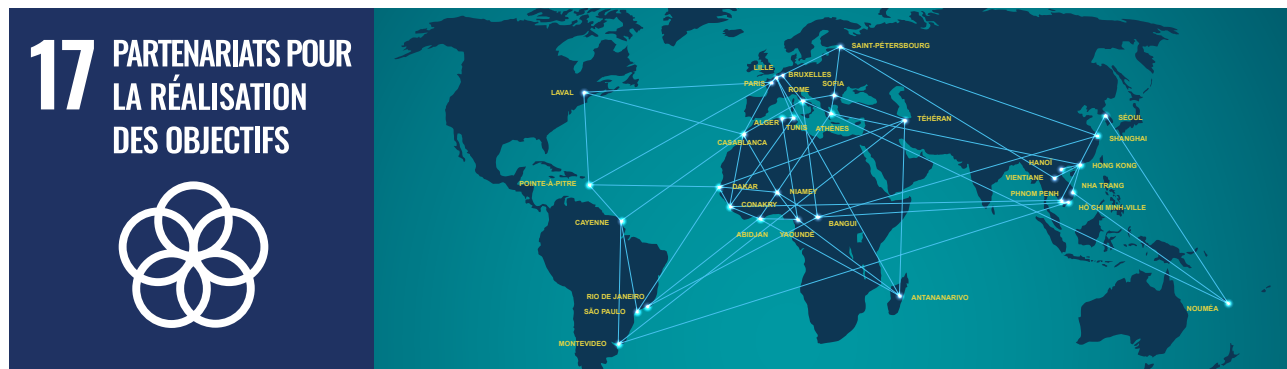 17 PARTENARIATS POUR
LA RÉALISATION
DES OBJECTIFS
SAINT-PÉTERSBOURG
LILLE
BRUXELLES
PARIS
SOFIA
ROME
LAVAL
ALGER
TUNIS
ATHÈNES
TÉHÉRAN
SÉOUL
SHANGHAI
CASABLANCA
HANOI
HONG KONG
VIENTIANE
POINTE-À-PITRE
DAKAR
NIAMEY
NHA TRANG
PHNOM PENH
CONAKRY
HÔ CHI MINH-VILLE
CAYENNE
BANGUI
ABIDJAN
YAOUNDÉ
RIO DE JANEIRO
ANTANANARIVO
SÃO PAULO
NOUMÉA
MONTEVIDEO